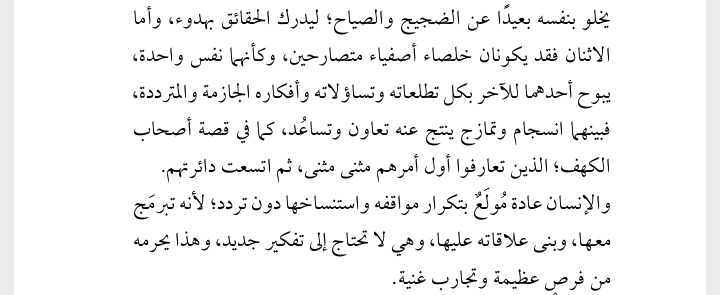 يخلو بنفسه بعيدًا عن الضجيج والصياح؛ ليدرك الحقائق بهدوء، وأما
الاثنان فقد يكونان خلصاء أصفياء متصارحين، وكأنهما نفس واحدة،
يبوح أحدهما للآخر بكل تطلعاته وتساؤلاته وأفكاره الجازمة والمترددة،
فبينهما انسجام وتمازج ينتج عنه تعاون وتساعُد، كما في قصة أصحاب
الكهف؛ الذين تعارفوا أول أمرهم مثنى مثنى، ثم اتسعت دائرتهم.
والإنسان عادة مُولَعٌ بتكرار مواقفه واستنساخها دون تردد؛ لأنه تبرمَج
معها، وبنى علاقاته عليها، وهي لا تحتاج إلى تفكير جديد، وهذا يحرمه
من فرص عظيمة وتجارب غنية.